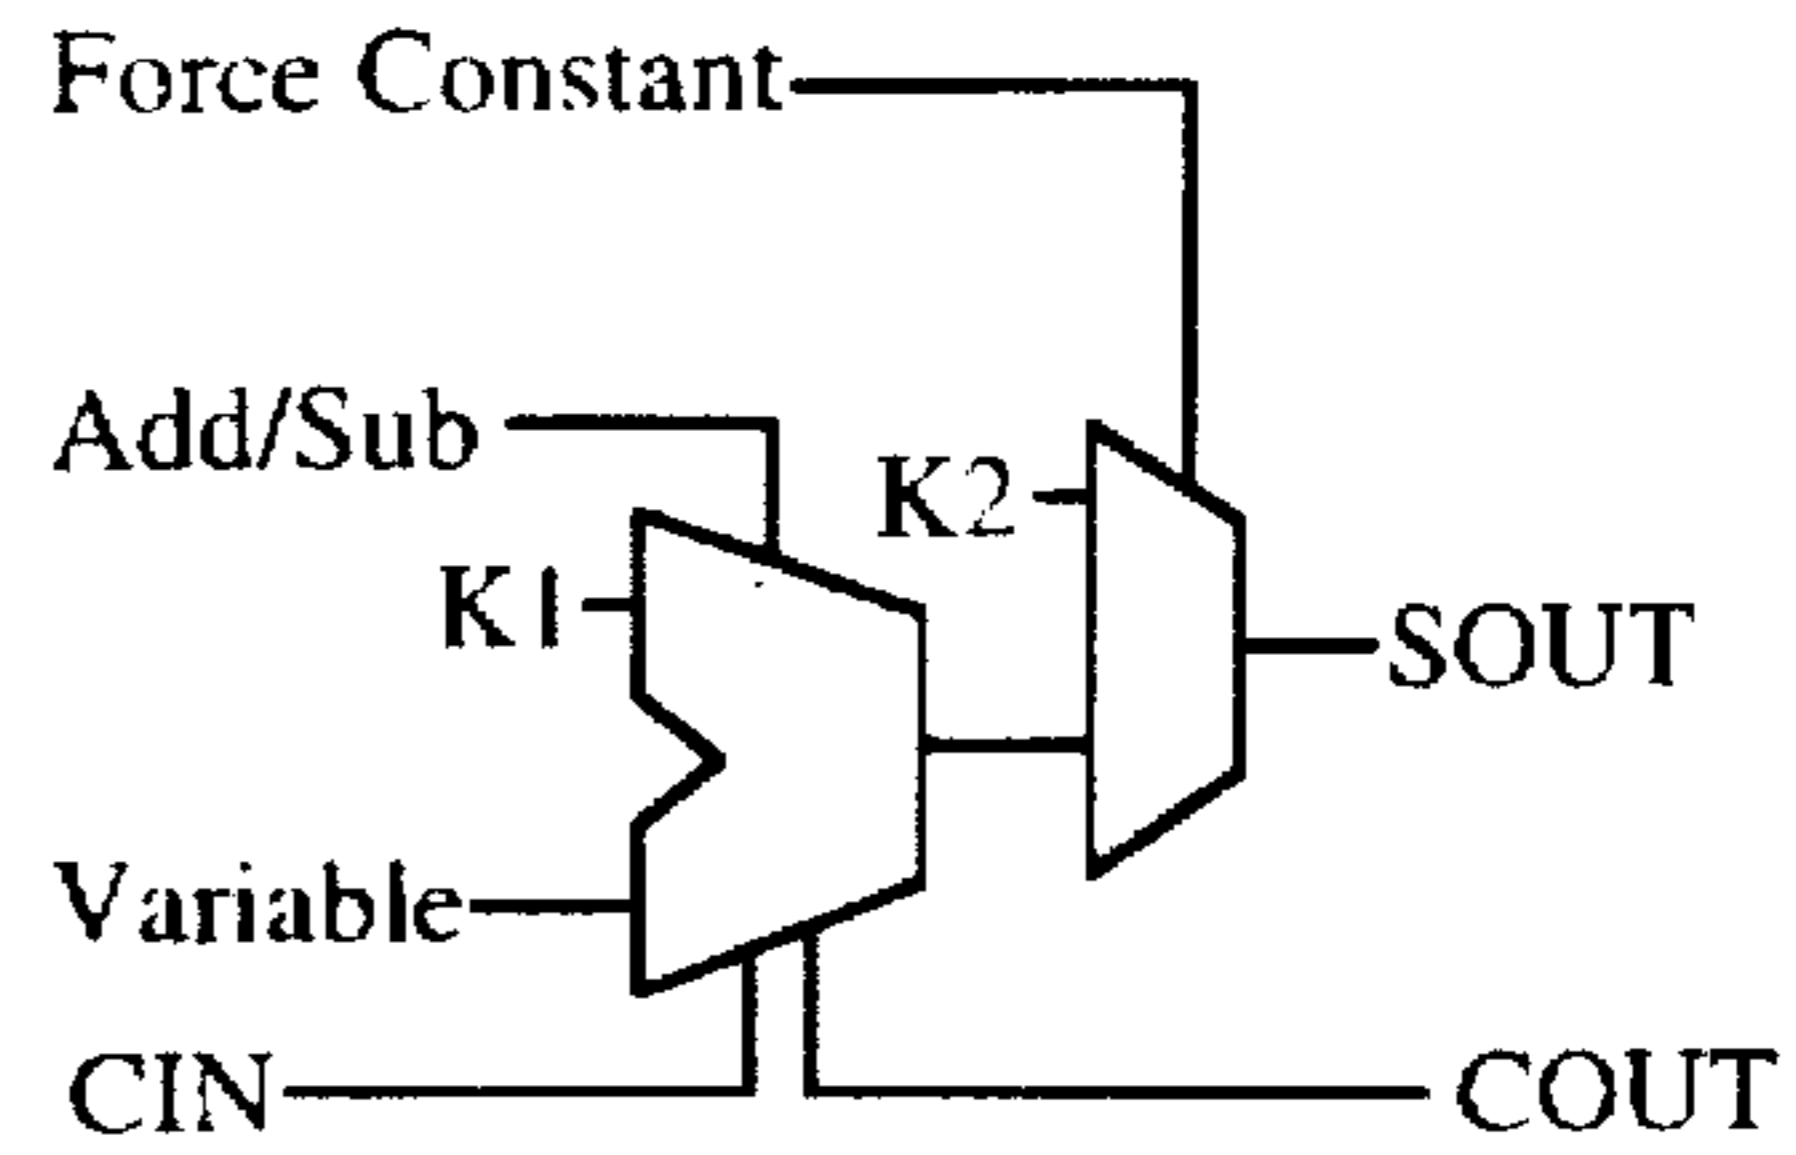 Force Constant
Add/Sub
K2
K1
SOUT
Variable
CIN
COUT